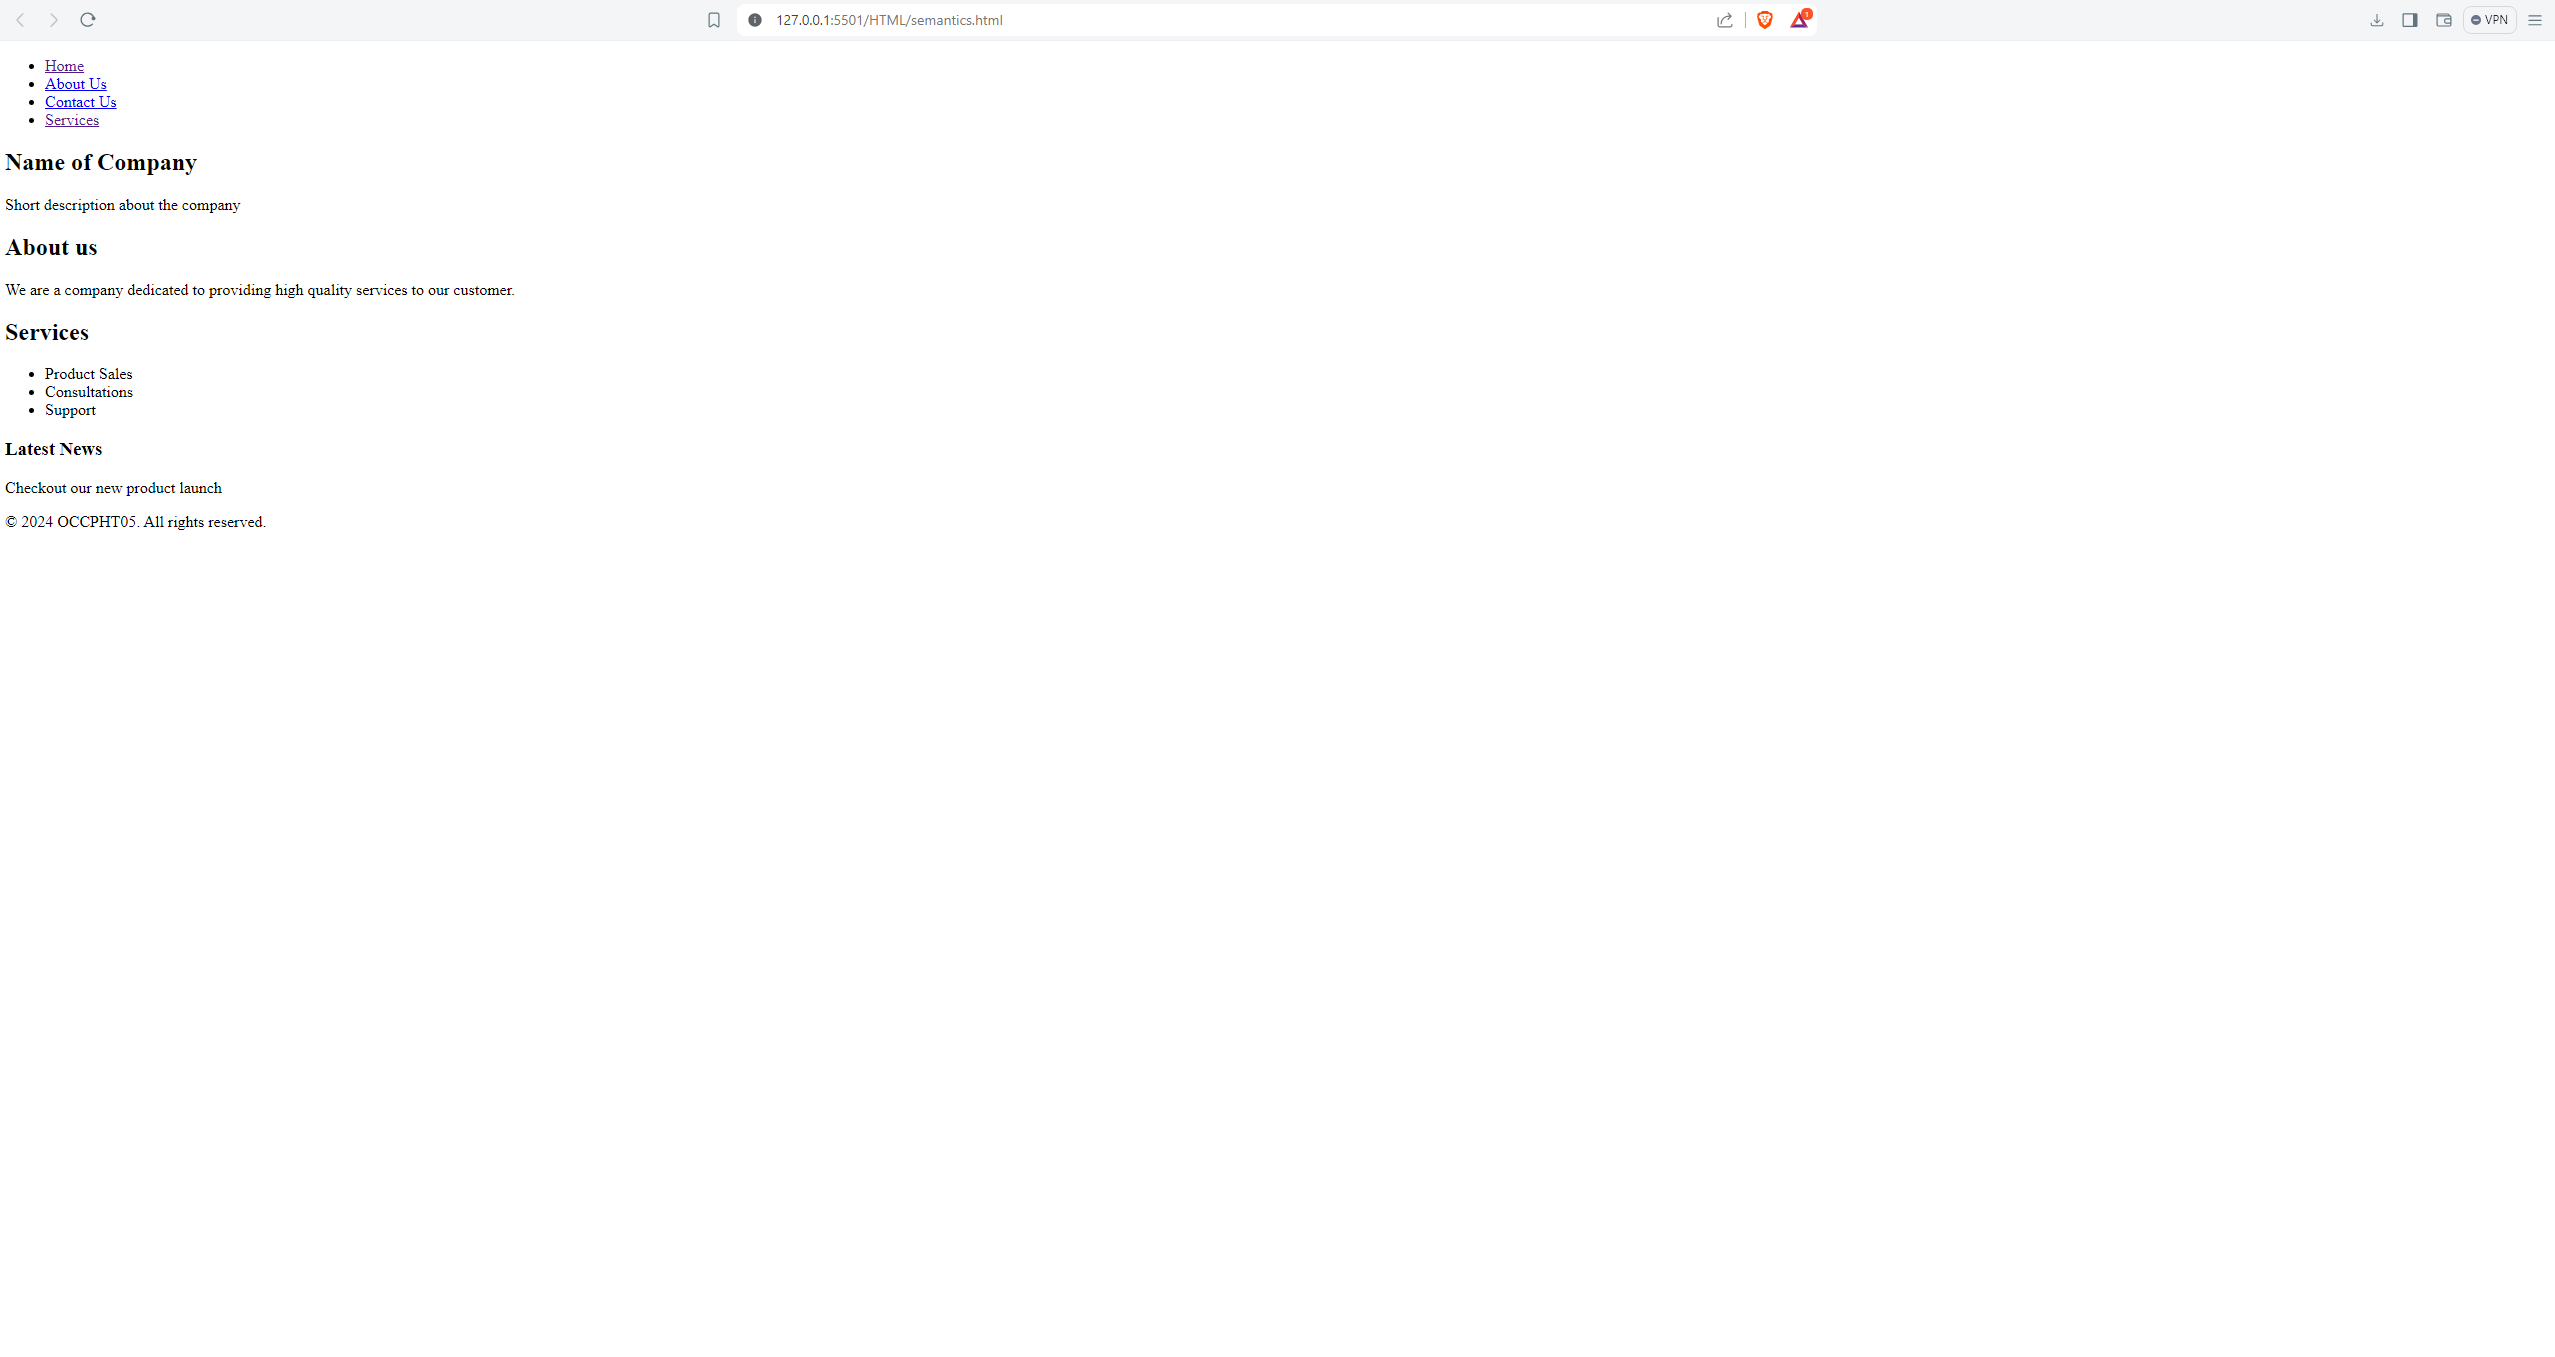 127.0.0.1:5501/HTML/semantics.html
1
VPN
Home
About Us
Contact Us
Services
Name of Company
Short description about the company
About us
We are a company dedicated to providing high quality services to our customer.
Services
Product Sales
Consultations
Support
Latest News
Checkout our new product launch
© 2024 OCCPHT05. All rights reserved.